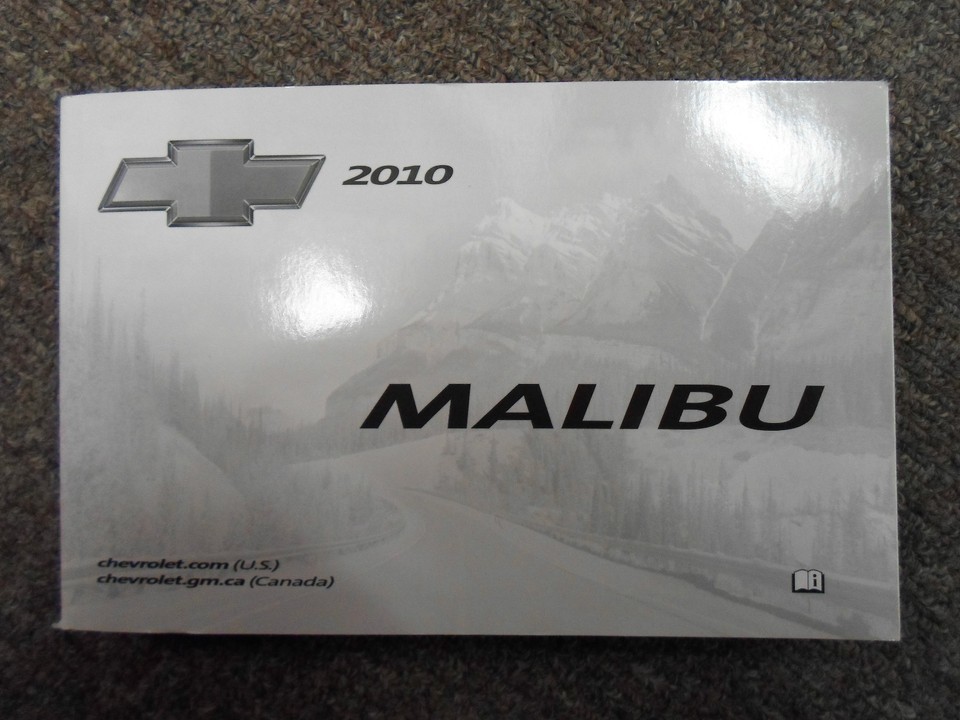 2010
MALIBU
chevrolet.com (U.S.)
chevrolet.gm.ca (Canada)
i